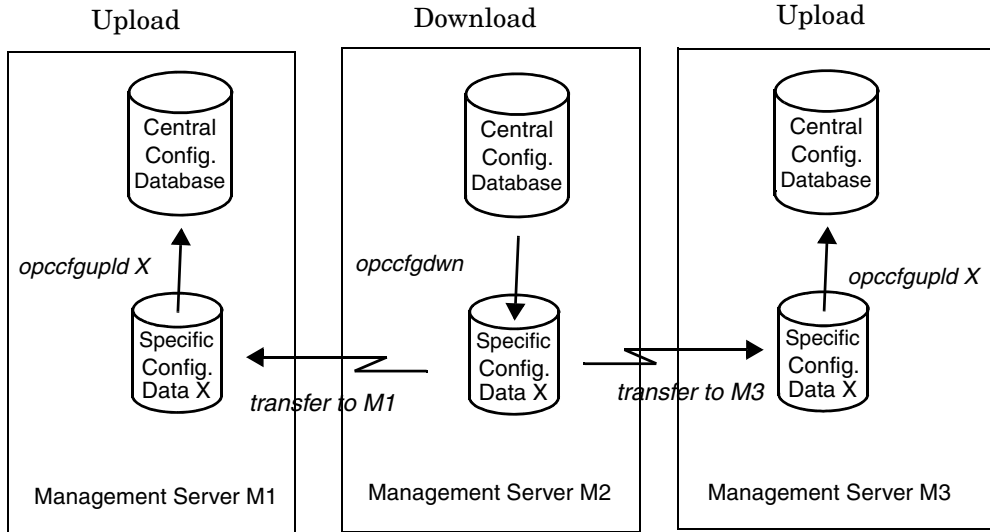 Upload
Download
Upload
Central
Config.
Database
Central
Config.
Database
Central
Config.
Database
opccfgupld X
opccfgdwn
opccfgupld X
Specific
Config.
Data X
Specific
Config.
Data X
Specific
Config.
Data X
transfer to M1
transfer to M3
Management Server M1
Management Server M2
Management Server M3